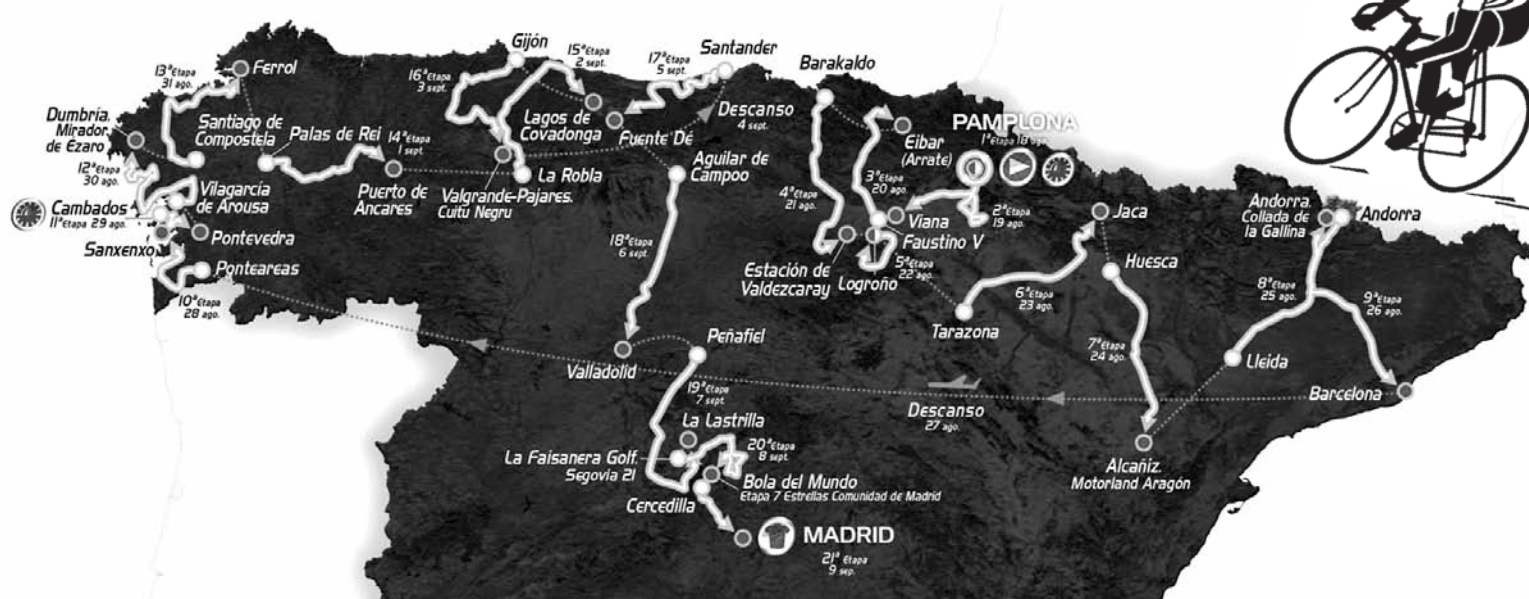 Gijón
15ª Etapa
2 sept.
Santander
17ª Etapa
5 sept.
13ª Etapa
31 ago.
Ferrol
16ª Etapa
3 sept.
Barakaldo
Dumbría.
Mirador
de Ézaro
Santiago de
Compostela
Palas de Rei
14ª Etapa
1 sept.
Lagos de
Covadonga
Fuente Dé
Descanso
4 sept.
Eibar
(Arrate)
PAMPLONA
1ª Etapa 18 ago.
12ª Etapa
30 ago.
Vilagarcía
de Arousa
Puerto de
Ancares
Valgrande-Pajares.
Cuitu Negru
La Robla
Aguilar de
Campoo
4ª Etapa
21 ago.
3ª Etapa
20 ago.
Cambados
11ª Etapa 29 ago.
Sanxenxo
Pontevedra
Ponteareas
10ª Etapa
28 ago.
18ª Etapa
6 sept.
Viana
Faustino V
2ª Etapa
19 ago.
Estación de
Valdezcaray
Logroño
5ª Etapa
22 ago.
Jaca
Huesca
6ª Etapa
23 ago.
Tarazona
Andorra.
Collada de
la Gallina
Andorra
8ª Etapa
25 ago.
9ª Etapa
26 ago.
7ª Etapa
24 ago.
Lleida
Barcelona
Peñafiel
Valladolid
19ª Etapa
7 sept.
Descanso
27 ago.
La Lastrilla
La Faisanera Golf.
Segovia 21
20ª Etapa
8 sept.
Bola del Mundo
Etapa 7 Estrellas Comunidad de Madrid
Cercedilla
Alcañiz.
Motorland Aragón
MADRID
21ª Etapa
9 sep.